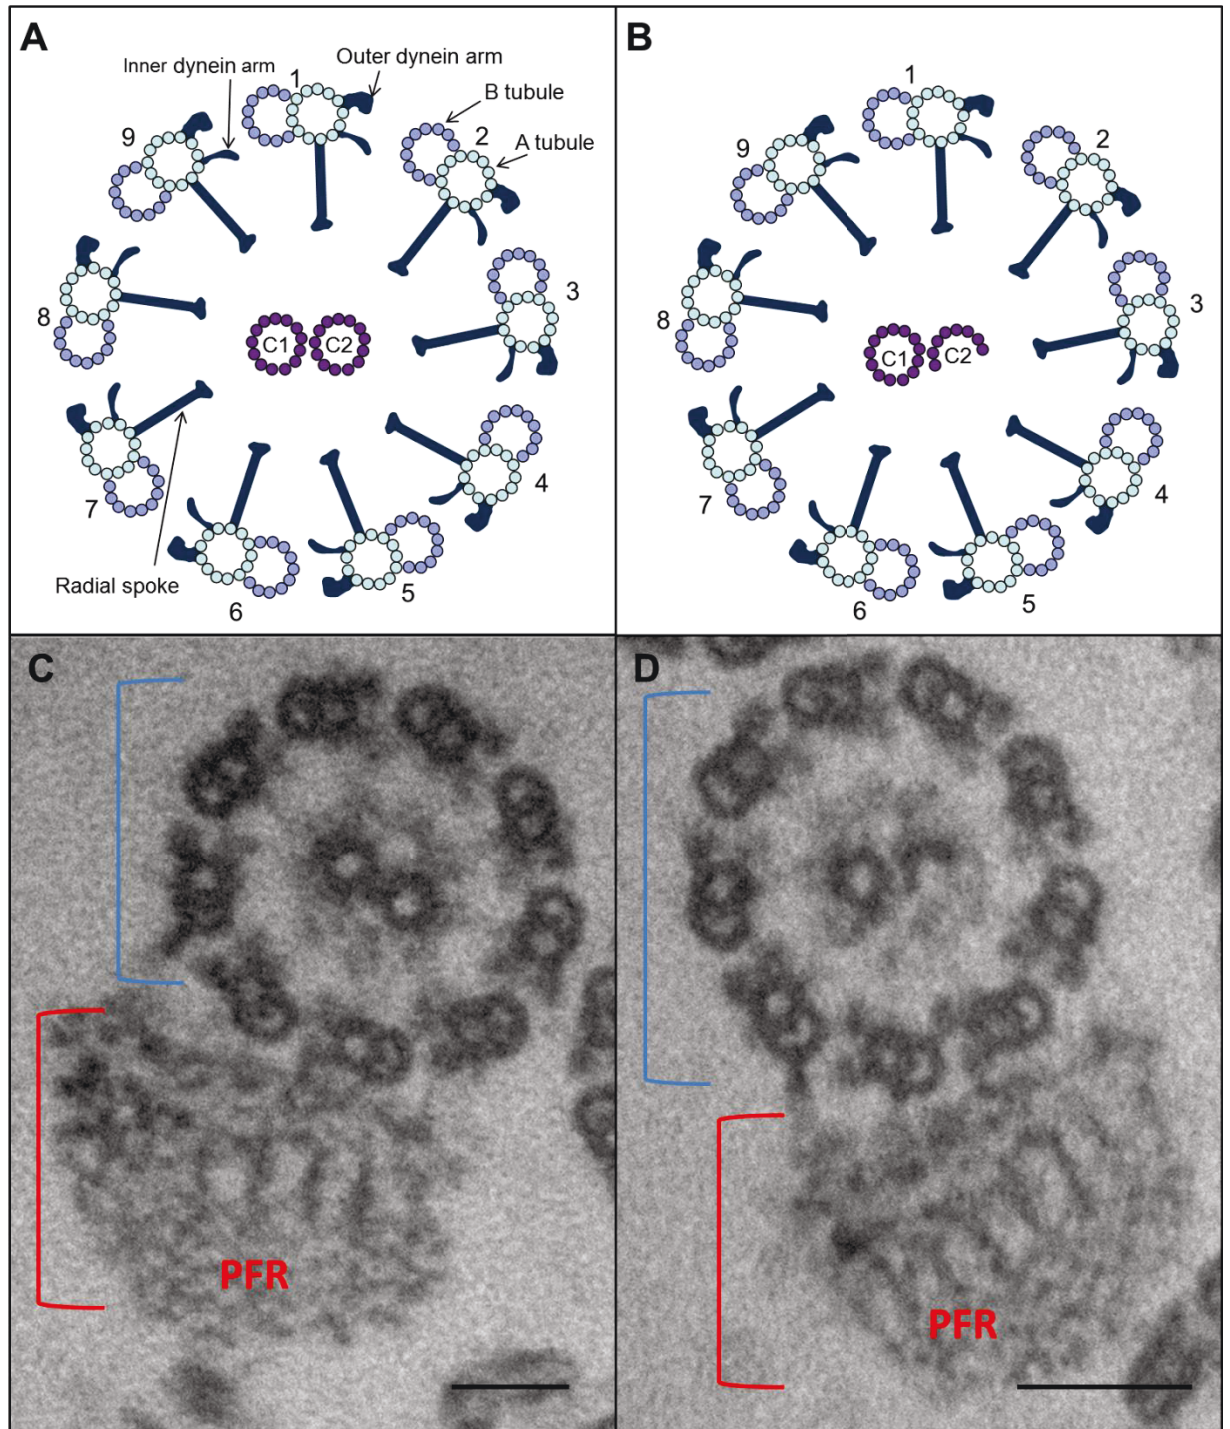 A
Inner dynein arm
Outer dynein arm
B tubule
A tubule
1
2
3
4
5
6
7
8
9
C1
C2
Radial spoke
B
1
2
3
4
5
6
7
8
9
C1
C2
C
PFR
D
PFR